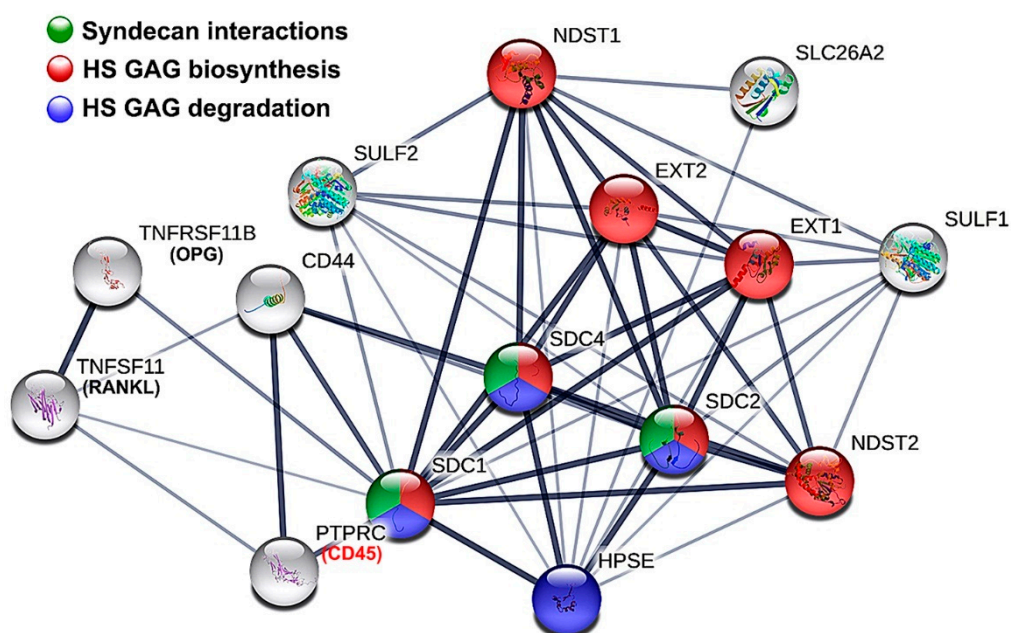 Syndecan interactions
HS GAG biosynthesis
HS GAG degradation
NDST1
SLC26A2
SULF2
EXT2
TNFRSF11B
(OPG)
CD44
EXT1
SULF1
SDC4
TNFSF11
(RANKL)
SDC2
NDST2
SDC1
PTPRC
(CD45)
HPSE